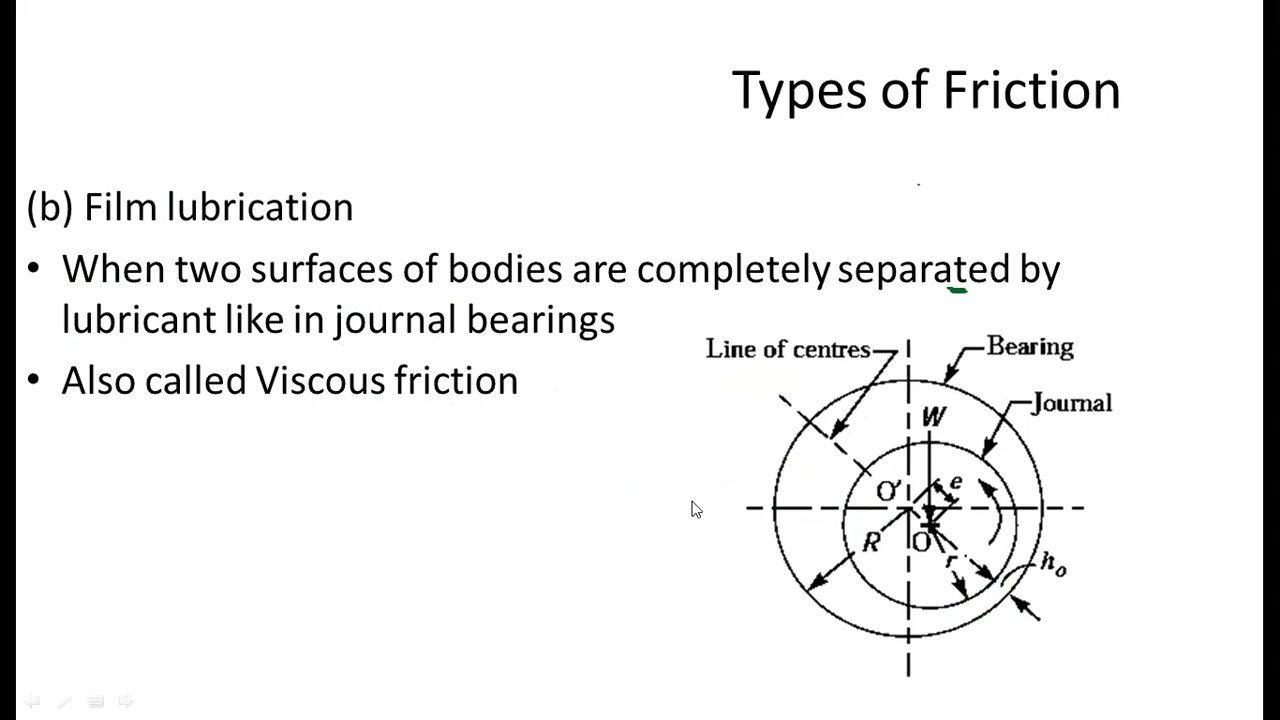 Types of Friction
(b) Film lubrication
• When two surfaces of bodies are completely separated by
lubricant like in journal bearings
• Also called Viscous friction
Line of centres
Bearing
Journal
W
e
O'
R
O
r
h₀